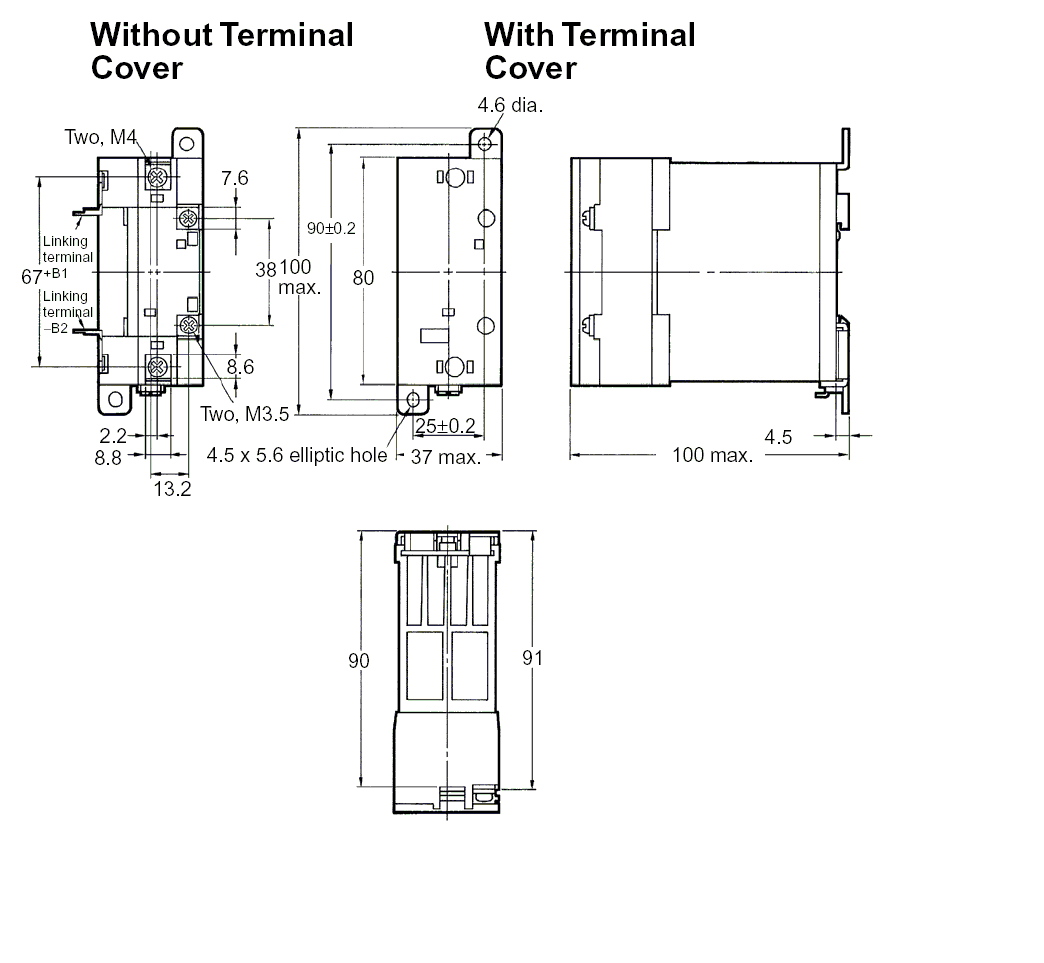 Without Terminal
Cover
With Terminal
Cover
4.6 dia.
Two, M4
7.6
90±0.2
Linking
terminal
+B1
67
38
100
max.
80
Linking
terminal
–B2
8.6
Two, M3.5
2.2
25±0.2
4.5
8.8
4.5 x 5.6 elliptic hole
37 max.
100 max.
13.2
90
91